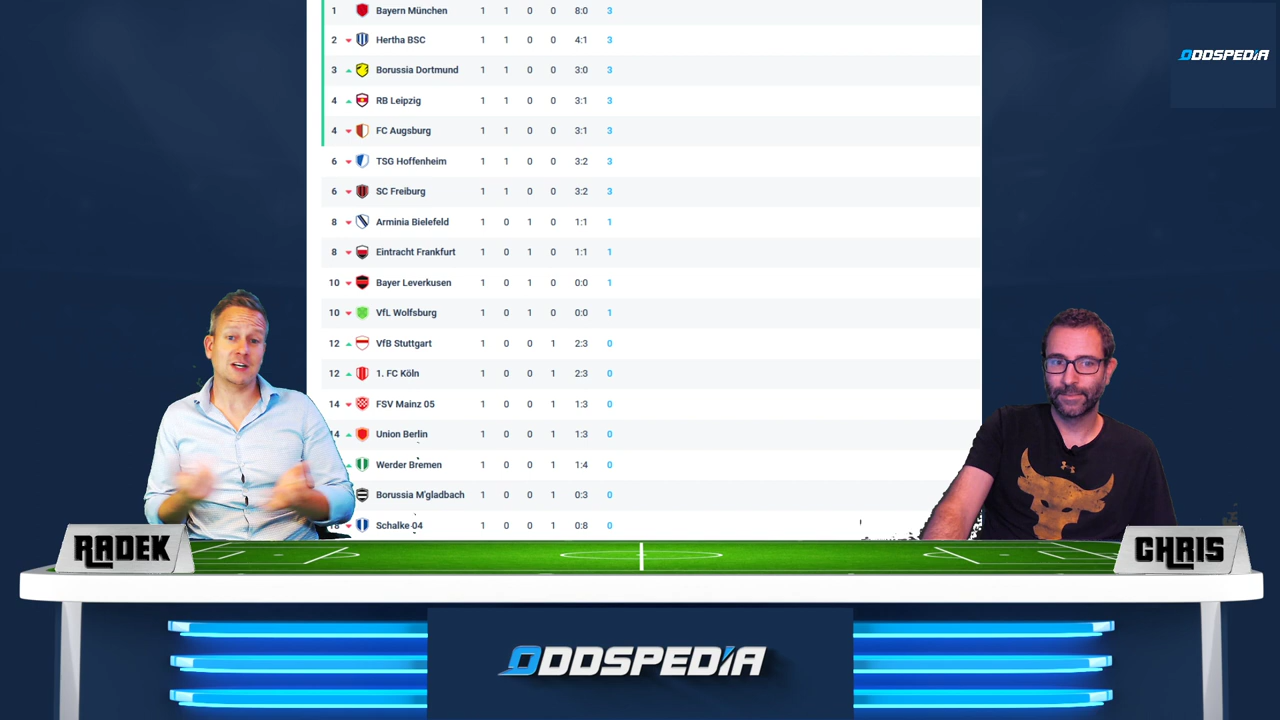 1 Bayern München 1 1 0 0 8:0 3
2 Hertha BSC 1 1 0 0 4:1 3
3 Borussia Dortmund 1 1 0 0 3:0 3
4 RB Leipzig 1 1 0 0 3:1 3
4 FC Augsburg 1 1 0 0 3:1 3
6 TSG Hoffenheim 1 1 0 0 3:2 3
6 SC Freiburg 1 1 0 0 3:2 3
8 Arminia Bielefeld 1 0 1 0 1:1 1
8 Eintracht Frankfurt 1 0 1 0 1:1 1
10 Bayer Leverkusen 1 0 1 0 0:0 1
10 VfL Wolfsburg 1 0 1 0 0:0 1
12 VfB Stuttgart 1 0 0 1 2:3 0
12 1. FC Köln 1 0 0 1 2:3 0
14 FSV Mainz 05 1 0 0 1 1:3 0
14 Union Berlin 1 0 0 1 1:3 0
Werder Bremen 1 0 0 1 1:4 0
Borussia M'gladbach 1 0 0 1 0:3 0
18 Schalke 04 1 0 0 1 0:8 0
ODDSPEDIA
RADEK
CHRIS
ODDSPEDIA